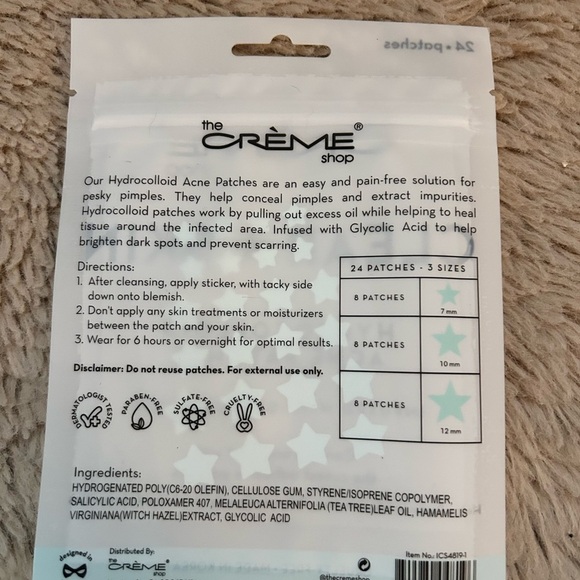 24 • patches
the
CRÈME®
shop
Our Hydrocolloid Acne Patches are an easy and pain-free solution for
pesky pimples. They help conceal pimples and extract impurities.
Hydrocolloid patches work by pulling out excess oil while helping to heal
tissue around the infected area. Infused with Glycolic Acid to help
brighten dark spots and prevent scarring.
Directions:
1. After cleansing, apply sticker, with tacky side
down onto blemish.
2. Don't apply any skin treatments or moisturizers
between the patch and your skin.
3. Wear for 6 hours or overnight for optimal results.
Disclaimer: Do not reuse patches. For external use only.
24 PATCHES - 3 SIZES
8 PATCHES
7 mm
8 PATCHES
10 mm
8 PATCHES
12 mm
DERMATOLOGIST TESTED
PARABEN-FREE
SULFATE-FREE
CRUELTY-FREE
Ingredients:
HYDROGENATED POLY(C6-20 OLEFIN), CELLULOSE GUM, STYRENE/ISOPRENE COPOLYMER,
SALICYLIC ACID, POLOXAMER 407, MELALEUCA ALTERNIFOLIA (TEA TREE)LEAF OIL, HAMAMELIS
VIRGINIANA(WITCH HAZEL)EXTRACT, GLYCOLIC ACID
designed in
Distributed By:
the
CRÈME
shop
@thecremeshop
Item No.: ICS4819-1